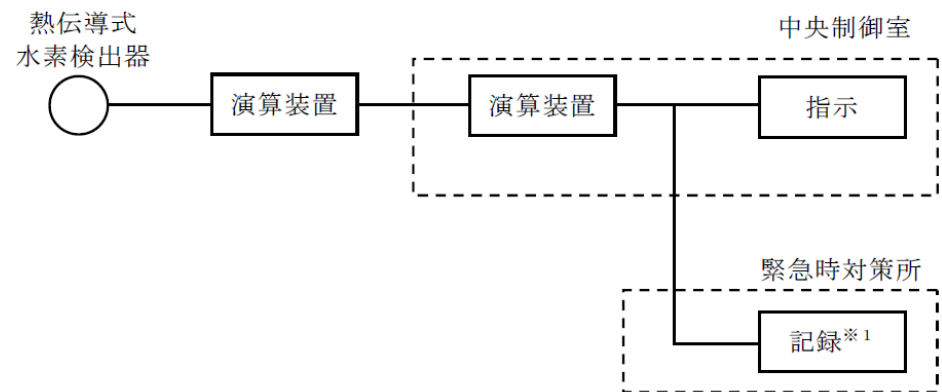 熱伝導式
水素検出器
中央制御室
演算装置
演算装置
指示
緊急時対策所
記録※1